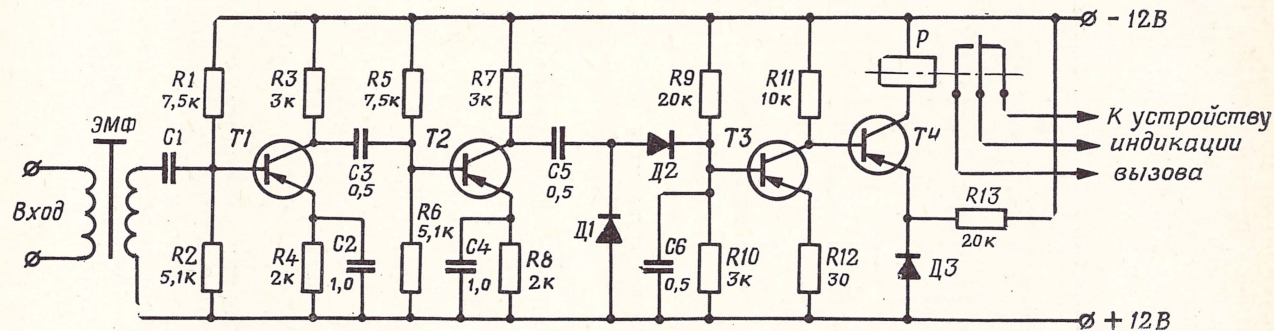 - 12В
P
R1
7,5к
R3
3к
R5
7,5к
R7
3к
R9
20к
R11
10к
ЭМФ
C1
T1
C3
0,5
T2
C5
0,5
Д2
T3
T4
К устройству
индикации
вызова
Вход
R2
5,1к
R4
2к
C2
1,0
R6
5,1к
C4
1,0
R8
2к
Д1
C6
0,5
R10
3к
R12
30
Д3
R13
20к
+ 12В